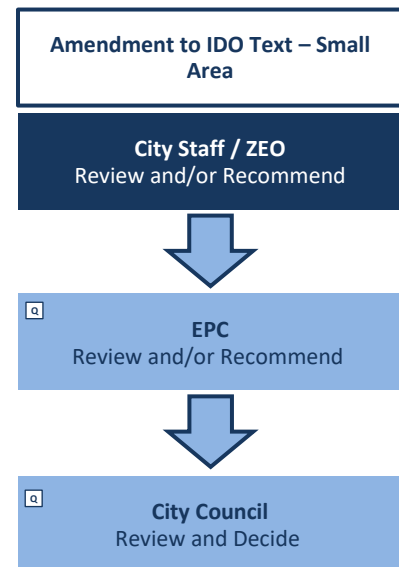 Amendment to IDO Text – Small
Area
City Staff / ZEO
Review and/or Recommend
Q
EPC
Review and/or Recommend
Q
City Council
Review and Decide